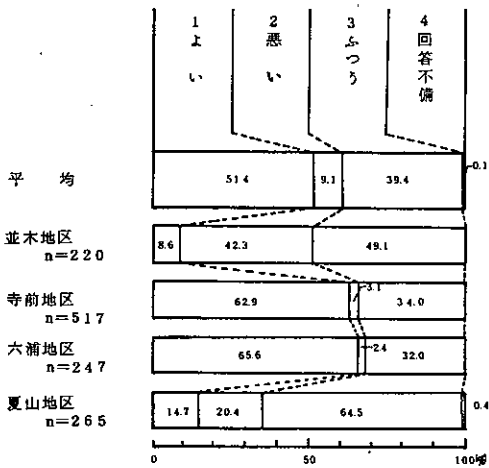 1 よい
2 悪い
3 ふつう
4 回答不備
平均
51.4 9.1 39.4 0.1
並木地区
n=220
8.6 42.3 49.1
寺前地区
n=517
62.9 3.1 34.0
六浦地区
n=247
65.6 2.4 32.0
夏山地区
n=265
14.7 20.4 64.5 0.4
0 50 100%